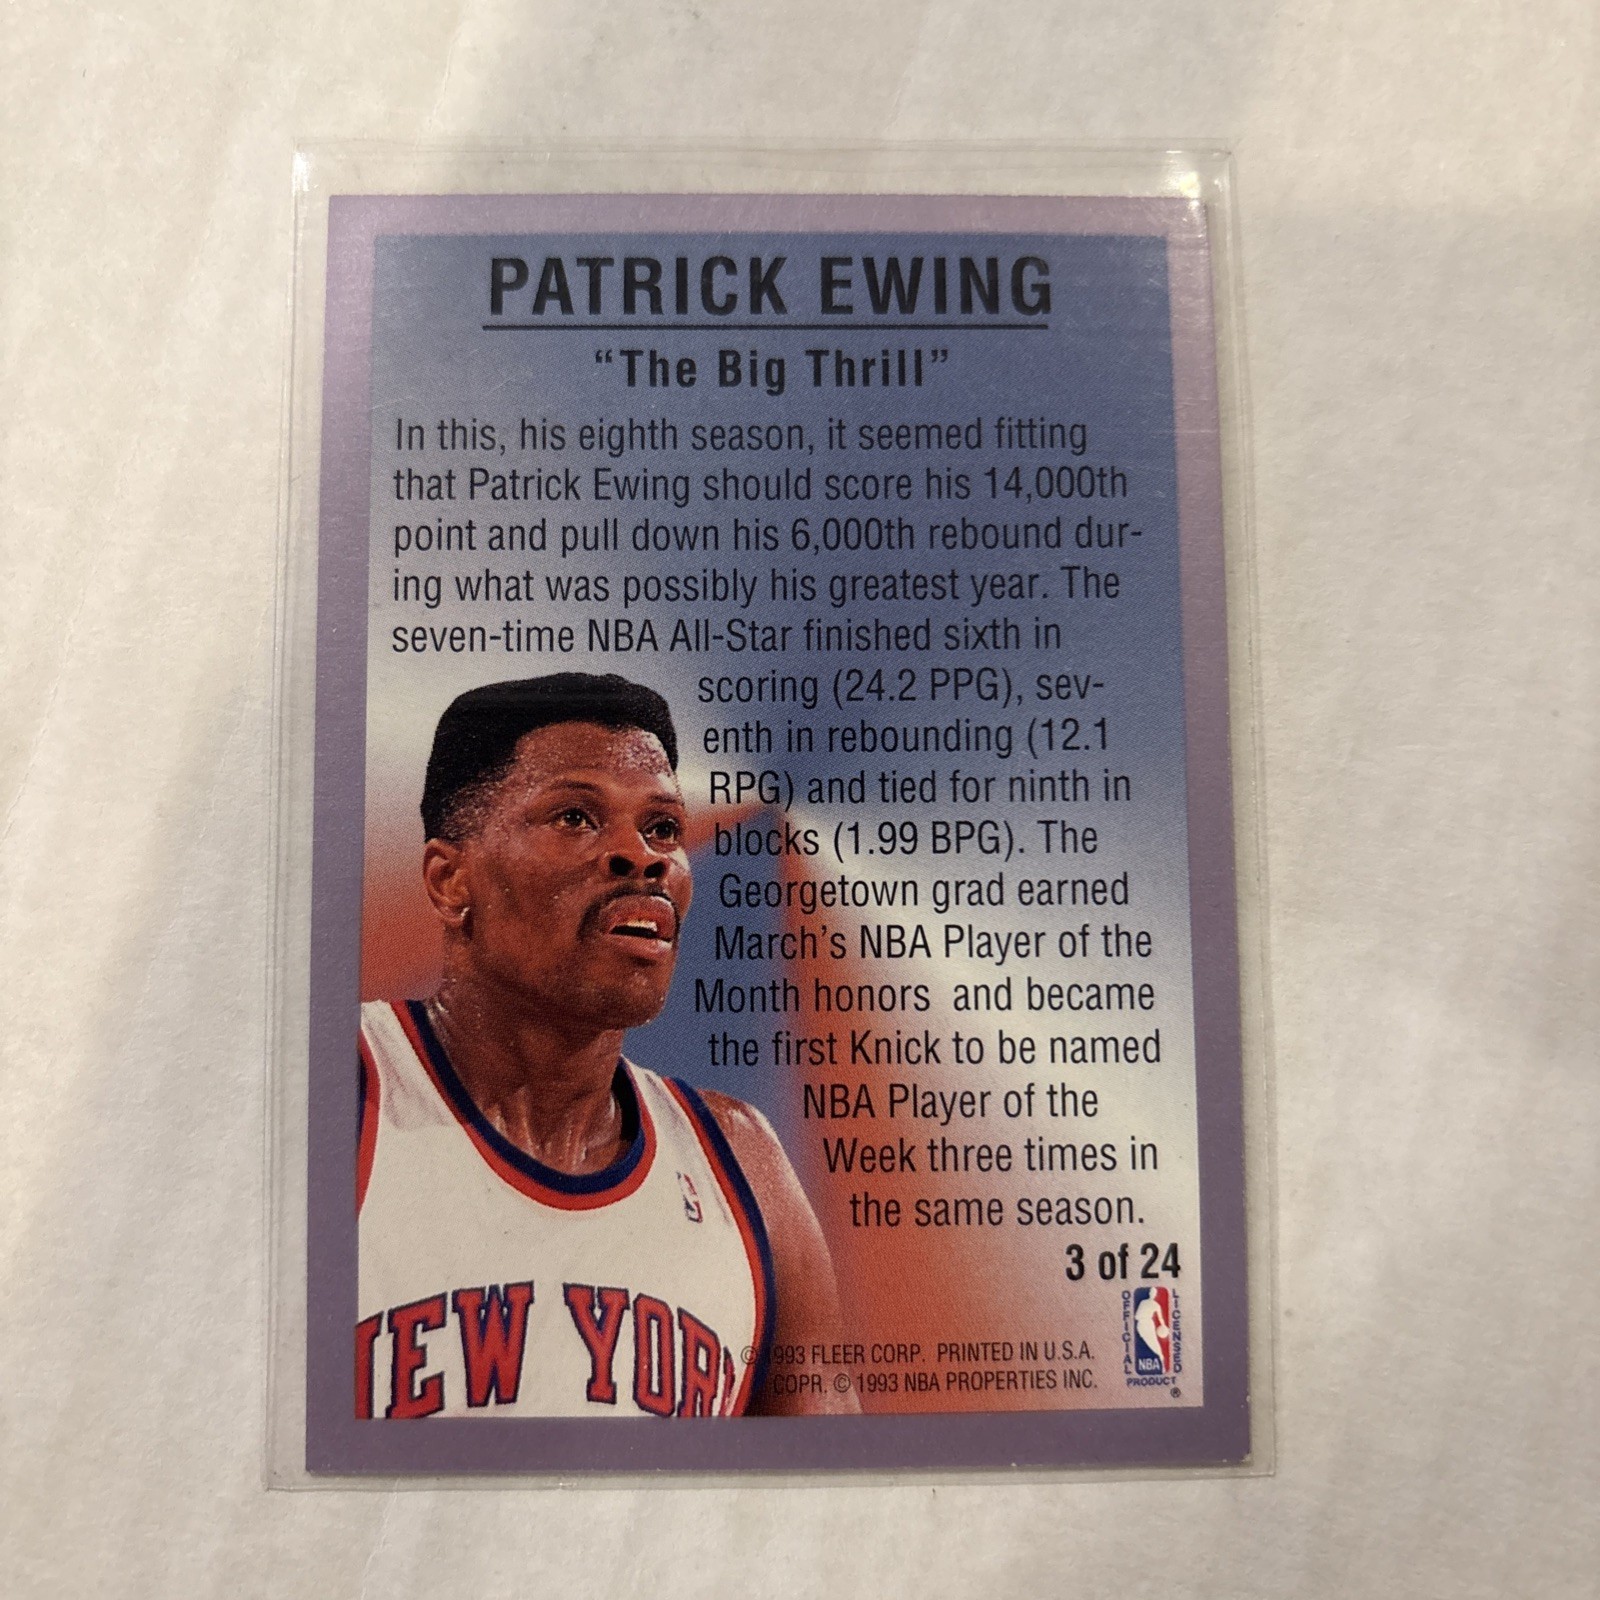 PATRICK EWING
“The Big Thrill”
In this, his eighth season, it seemed fitting
that Patrick Ewing should score his 14,000th
point and pull down his 6,000th rebound dur-
ing what was possibly his greatest year. The
seven-time NBA All-Star finished sixth in
scoring (24.2 PPG), sev-
enth in rebounding (12.1
RPG) and tied for ninth in
blocks (1.99 BPG). The
Georgetown grad earned
March’s NBA Player of the
Month honors and became
the first Knick to be named
NBA Player of the
Week three times in
the same season.
3 of 24
OFFICIAL LICENSED
NBA
PRODUCT
®
NEW YORK
© 1993 FLEER CORP. PRINTED IN U.S.A.
COPR. © 1993 NBA PROPERTIES INC.